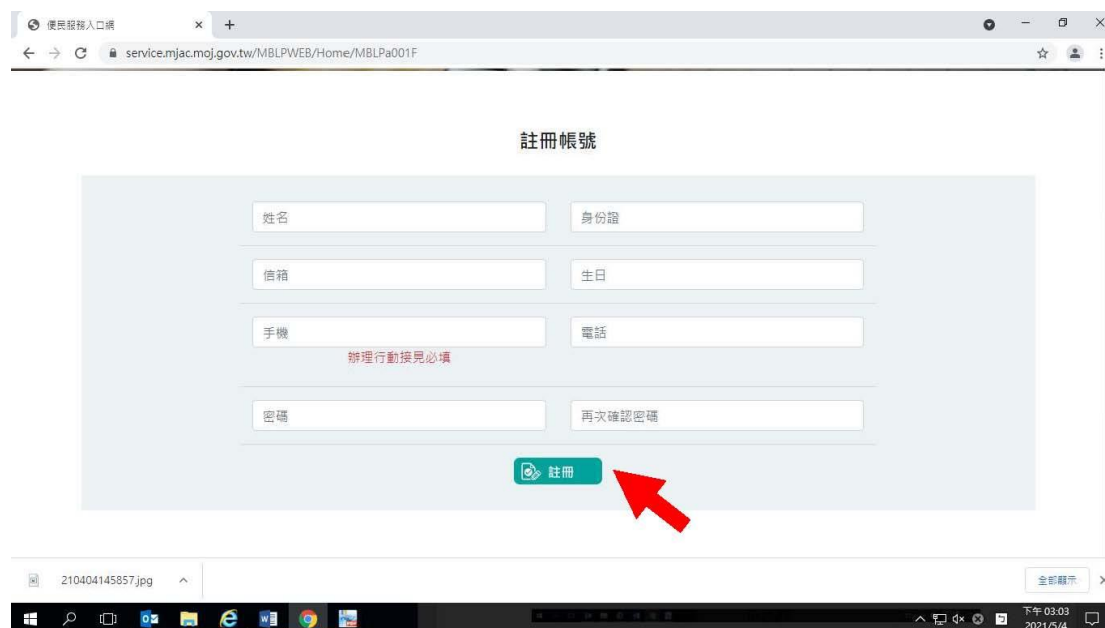 便民服務入口網
service.mjac.moj.gov.tw/MBLPWEB/Home/MBLPa001F
註冊帳號
姓名 身份證
信箱 生日
手機 電話
辦理行動接見必填
密碼 再次確認密碼
註冊
210404145857.jpg 全部顯示
下午 03:03
2021/5/4